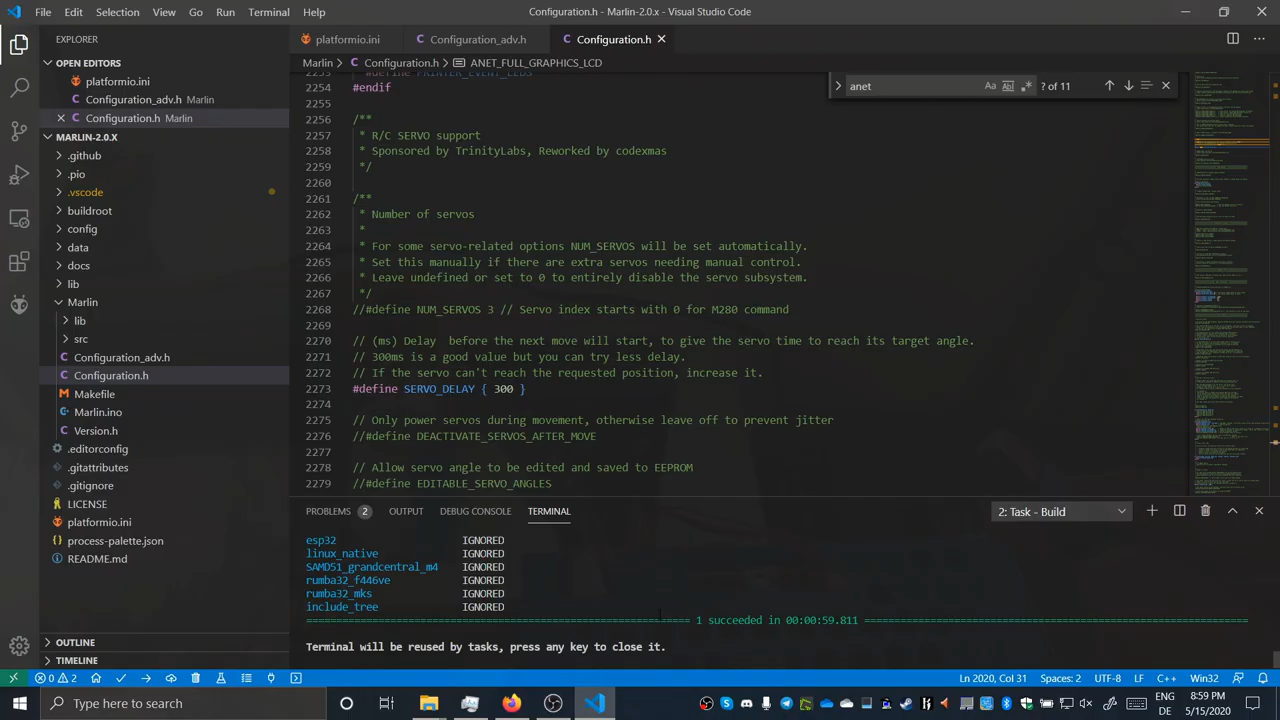 File Edit Selection View Go Run Terminal Help
Configuration.h - Marlin-2.0.x - Visual Studio Code
EXPLORER
OPEN EDITORS
platformio.ini
Configuration_adv.h Marlin
Configuration.h Marlin
MARLIN-2.0.X
.github
.pio
.vscode
buildroot
config
data
docs
lib
Marlin
lib
src
Configuration_adv.h
Configuration.h
Makefile
Marlin.ino
Version.h
.editorconfig
.gitattributes
.gitignore
LICENSE
platformio.ini
process-palette.json
README.md
OUTLINE
TIMELINE
platformio.ini
Configuration_adv.h
Configuration.h
Marlin > Configuration.h > ANET_FULL_GRAPHICS_LCD
anet
? of 11
#define PRINTER_EVENT_LEDS
2254 #endif
2255
2256 /**
2257 * R/C SERVO support
2258 * Sponsored by TrinityLabs, Reworked by codexmas
2259 */
2260
2261 /**
2262 * Number of servos
2263 *
2264 * For some servo-related options NUM_SERVOS will be set automatically.
2265 * Set this manually if there are extra servos needing manual control.
2266 * Leave undefined or set to 0 to entirely disable the servo subsystem.
2267 */
2268 //#define NUM_SERVOS 3 // Servo index starts with 0 for M280 command
2269
2270 // (ms) Delay before the next move will start, to give the servo time to reach its target angle.
2271 // 300ms is a good value but you can try less delay.
2272 // If the servo can't reach the requested position, increase it.
2273 #define SERVO_DELAY { 300 }
2274
2275 // Only power servos during movement, otherwise leave off to prevent jitter
2276 //#define DEACTIVATE_SERVOS_AFTER_MOVE
2277
2278 // Allow servo angle to be edited and saved to EEPROM
2279 //#define EDITABLE_SERVO_ANGLES
PROBLEMS 2 OUTPUT DEBUG CONSOLE TERMINAL
2: Task - Build
esp32 IGNORED
linux_native IGNORED
SAMD51_grandcentral_m4 IGNORED
rumba32_f446ve IGNORED
rumba32_mks IGNORED
include_tree IGNORED
1 succeeded in 00:00:59.811
Terminal will be reused by tasks, press any key to close it.
0 2
Ln 2020, Col 31 Spaces: 2 UTF-8 LF C++ Win32
Type here to search
ENG
DE
8:59 PM
5/15/2020